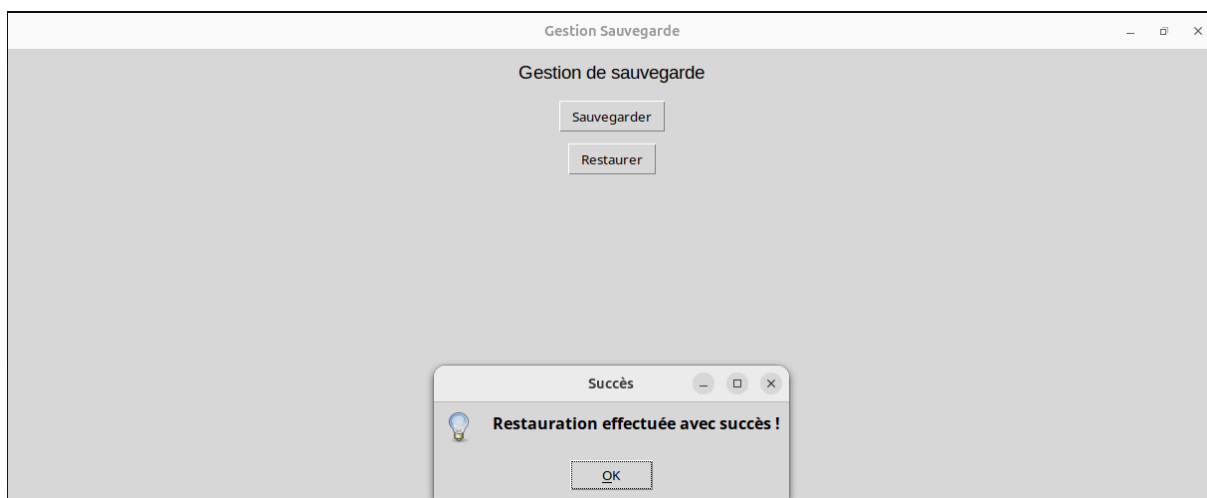 Gestion Sauvegarde
Gestion de sauvegarde
Sauvegarder
Restaurer
Succès
Restauration effectuée avec succès !
OK